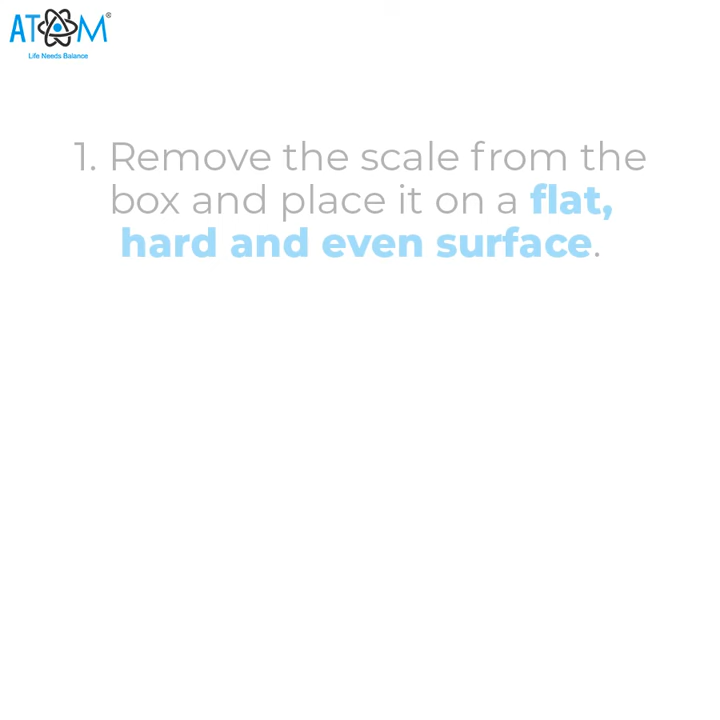 ATOM®
Life Needs Balance
1. Remove the scale from the
box and place it on a flat,
hard and even surface.